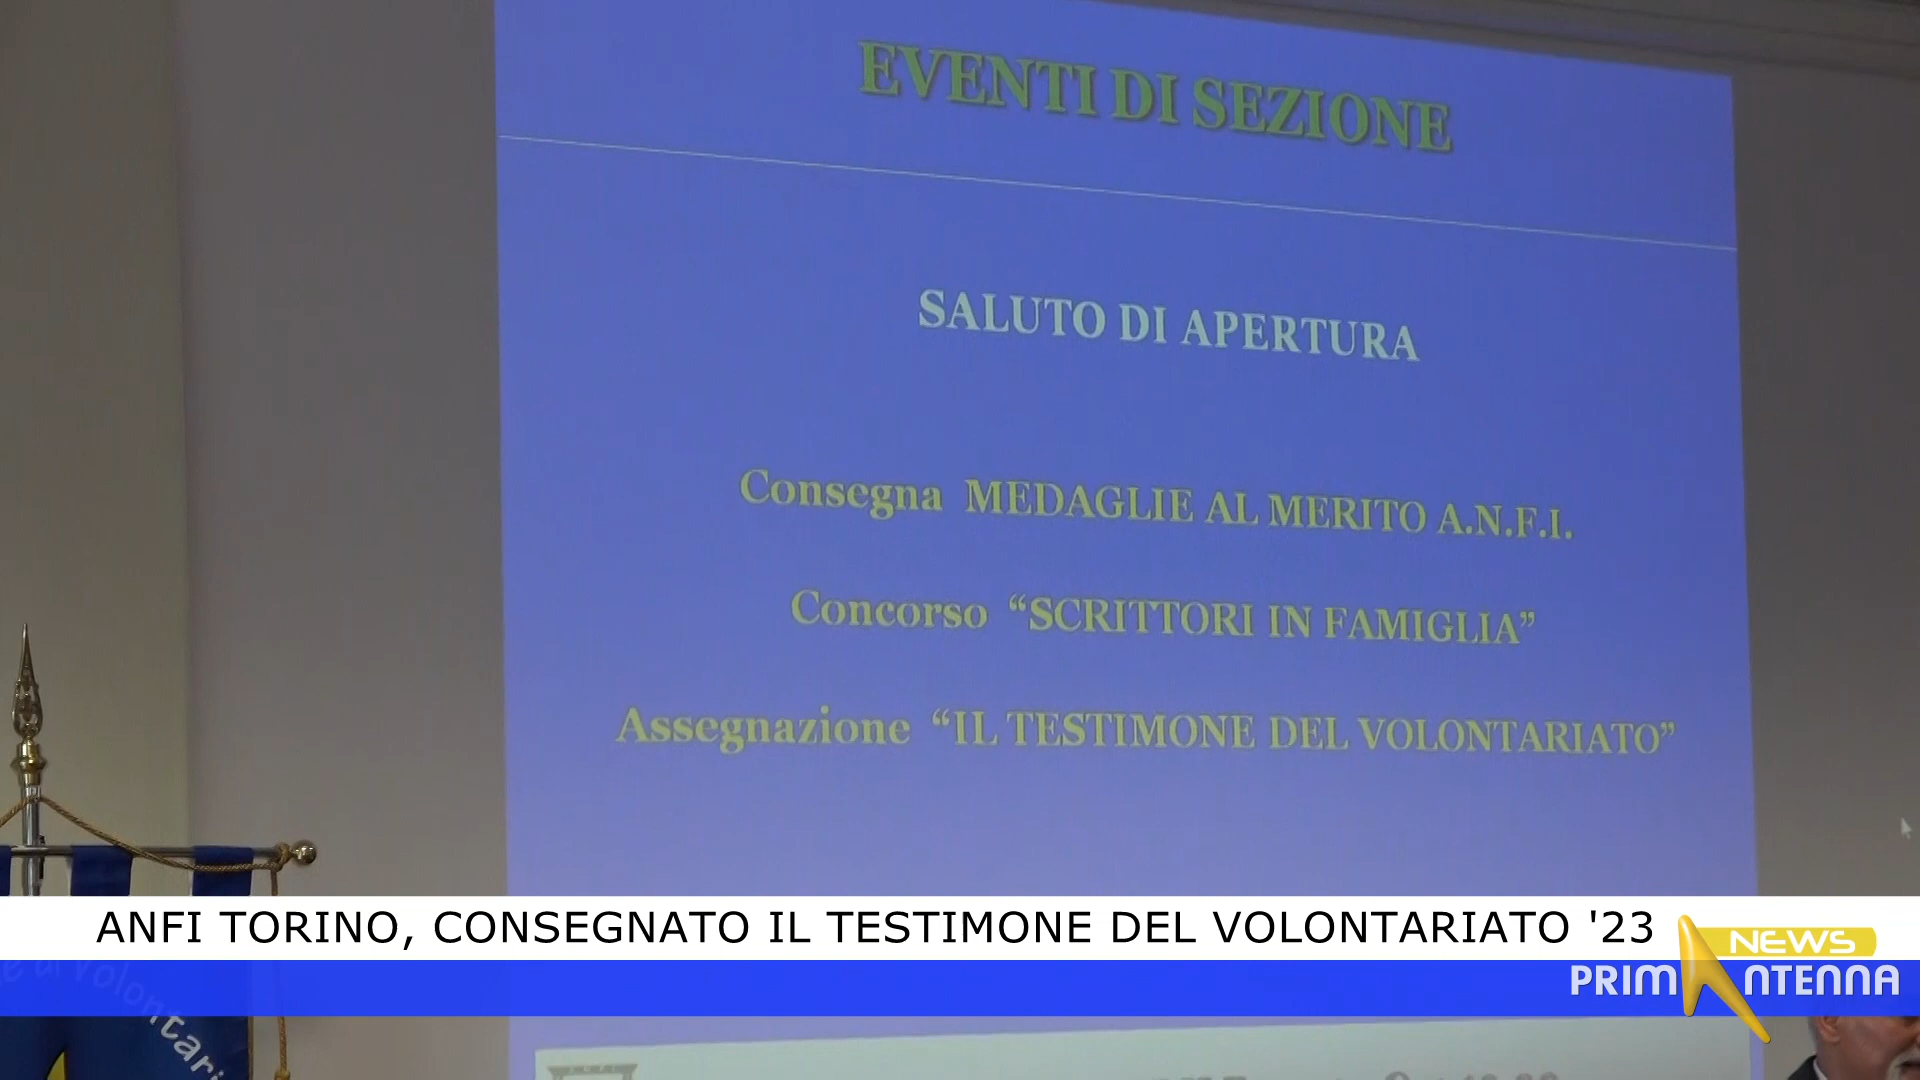 EVENTI DI SEZIONE
SALUTO DI APERTURA
Consegna MEDAGLIE AL MERITO A.N.F.I.
Concorso “SCRITTORI IN FAMIGLIA”
Assegnazione “IL TESTIMONE DEL VOLONTARIATO”
ANFI TORINO, CONSEGNATO IL TESTIMONE DEL VOLONTARIATO '23
NEWS
PRIMANTENNA
A.N.F.I.